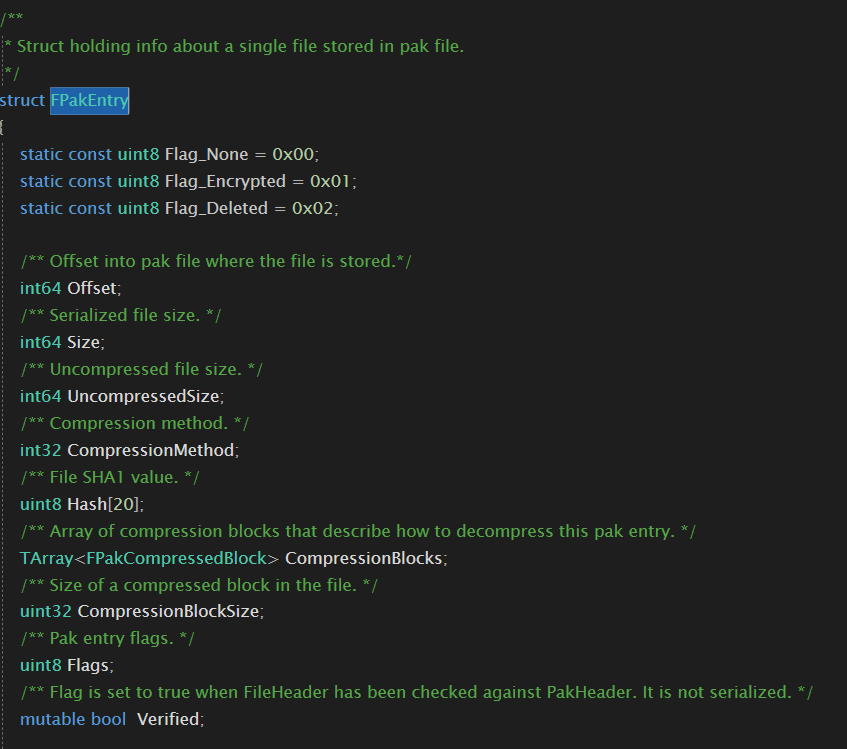 /**
* Struct holding info about a single file stored in pak file.
*/
struct FPakEntry
{
static const uint8 Flag_None = 0x00;
static const uint8 Flag_Encrypted = 0x01;
static const uint8 Flag_Deleted = 0x02;
/** Offset into pak file where the file is stored.*/
int64 Offset;
/** Serialized file size. */
int64 Size;
/** Uncompressed file size. */
int64 UncompressedSize;
/** Compression method. */
int32 CompressionMethod;
/** File SHA1 value. */
uint8 Hash[20];
/** Array of compression blocks that describe how to decompress this pak entry. */
TArray<FPakCompressedBlock> CompressionBlocks;
/** Size of a compressed block in the file. */
uint32 CompressionBlockSize;
/** Pak entry flags. */
uint8 Flags;
/** Flag is set to true when FileHeader has been checked against PakHeader. It is not serialized. */
mutable bool  Verified;